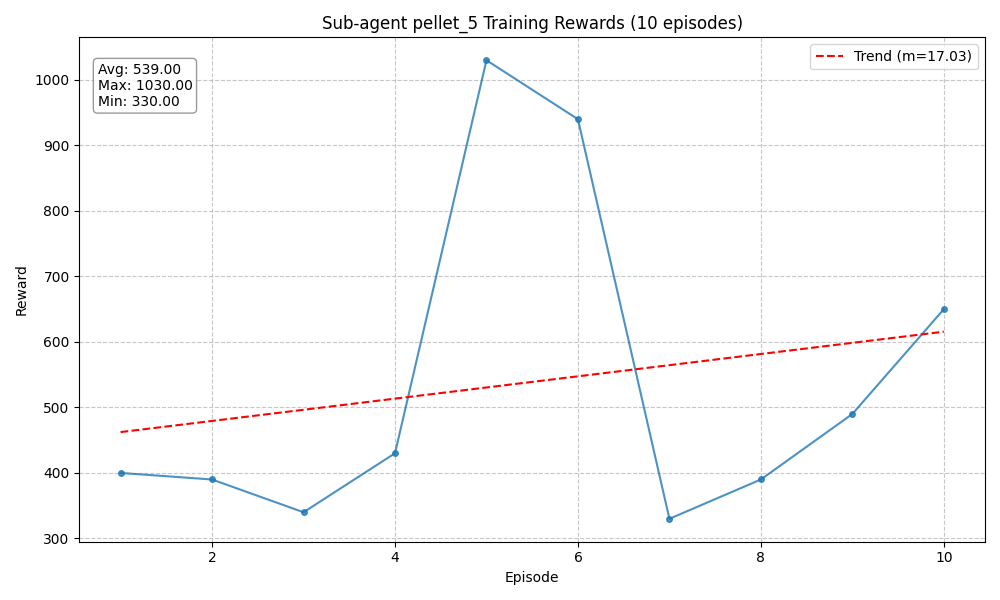 Sub-agent pellet_5 Training Rewards (10 episodes)
Avg: 539.00
Max: 1030.00
Min: 330.00
Trend (m=17.03)
Reward
1000
900
800
700
600
500
400
300
2 4 6 8 10
Episode